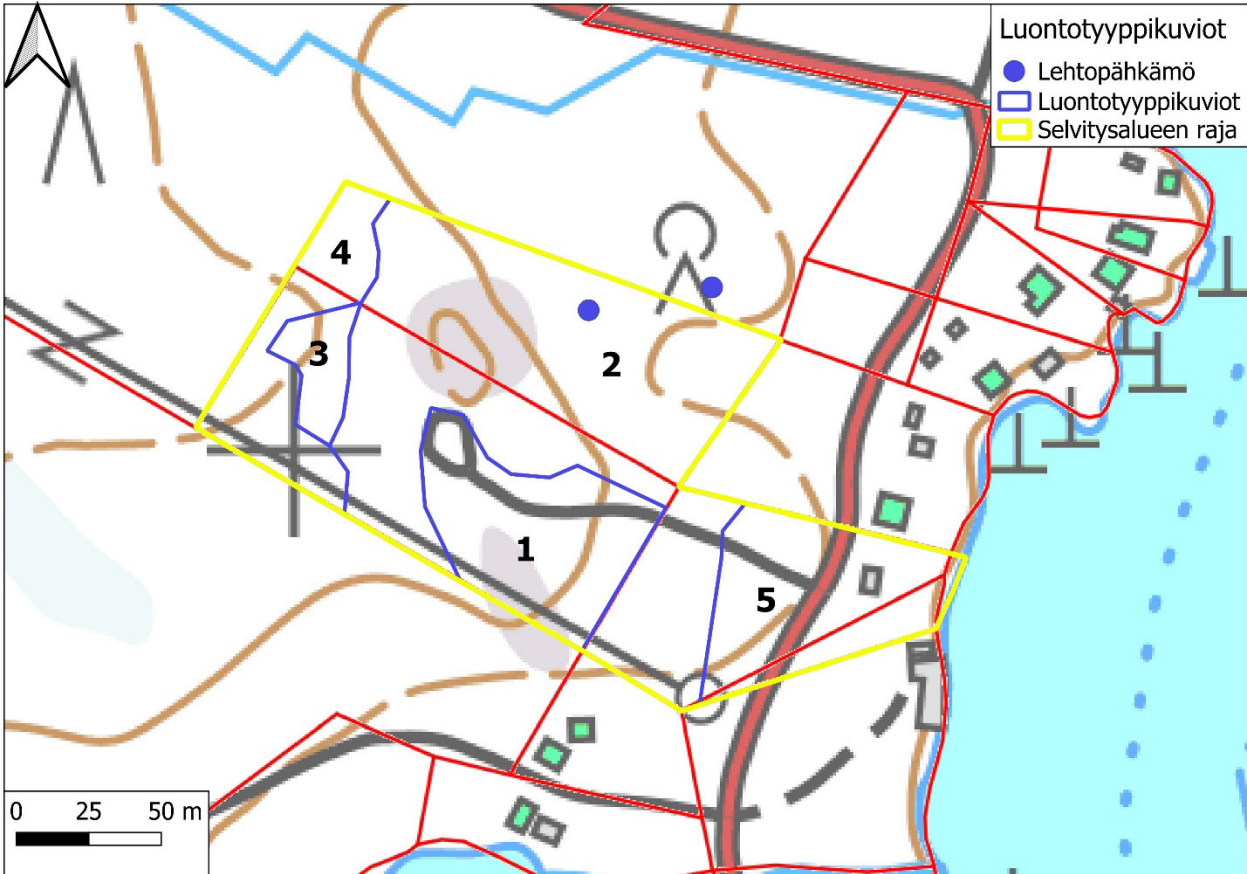 Luontotyyppikuviot
Lehtopähkämö
Luontotyyppikuviot
Selvitysalueen raja
4
3
2
1
5
0 25 50 m